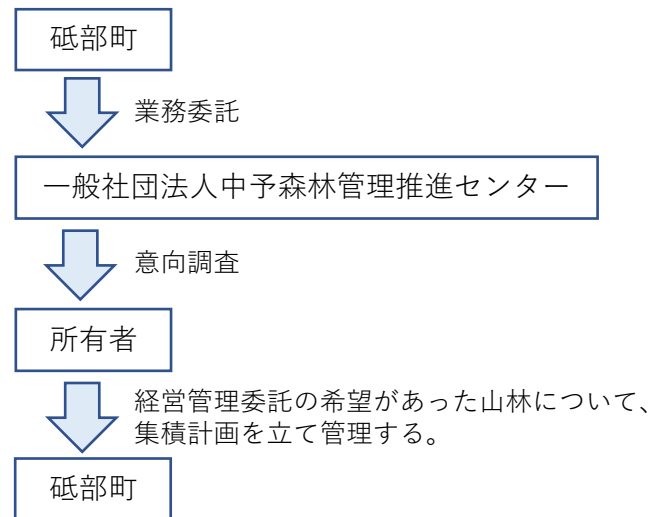 砥部町
業務委託
一般社団法人中予森林管理推進センター
意向調査
所有者
経営管理委託の希望があった山林について、
集積計画を立て管理する。
砥部町